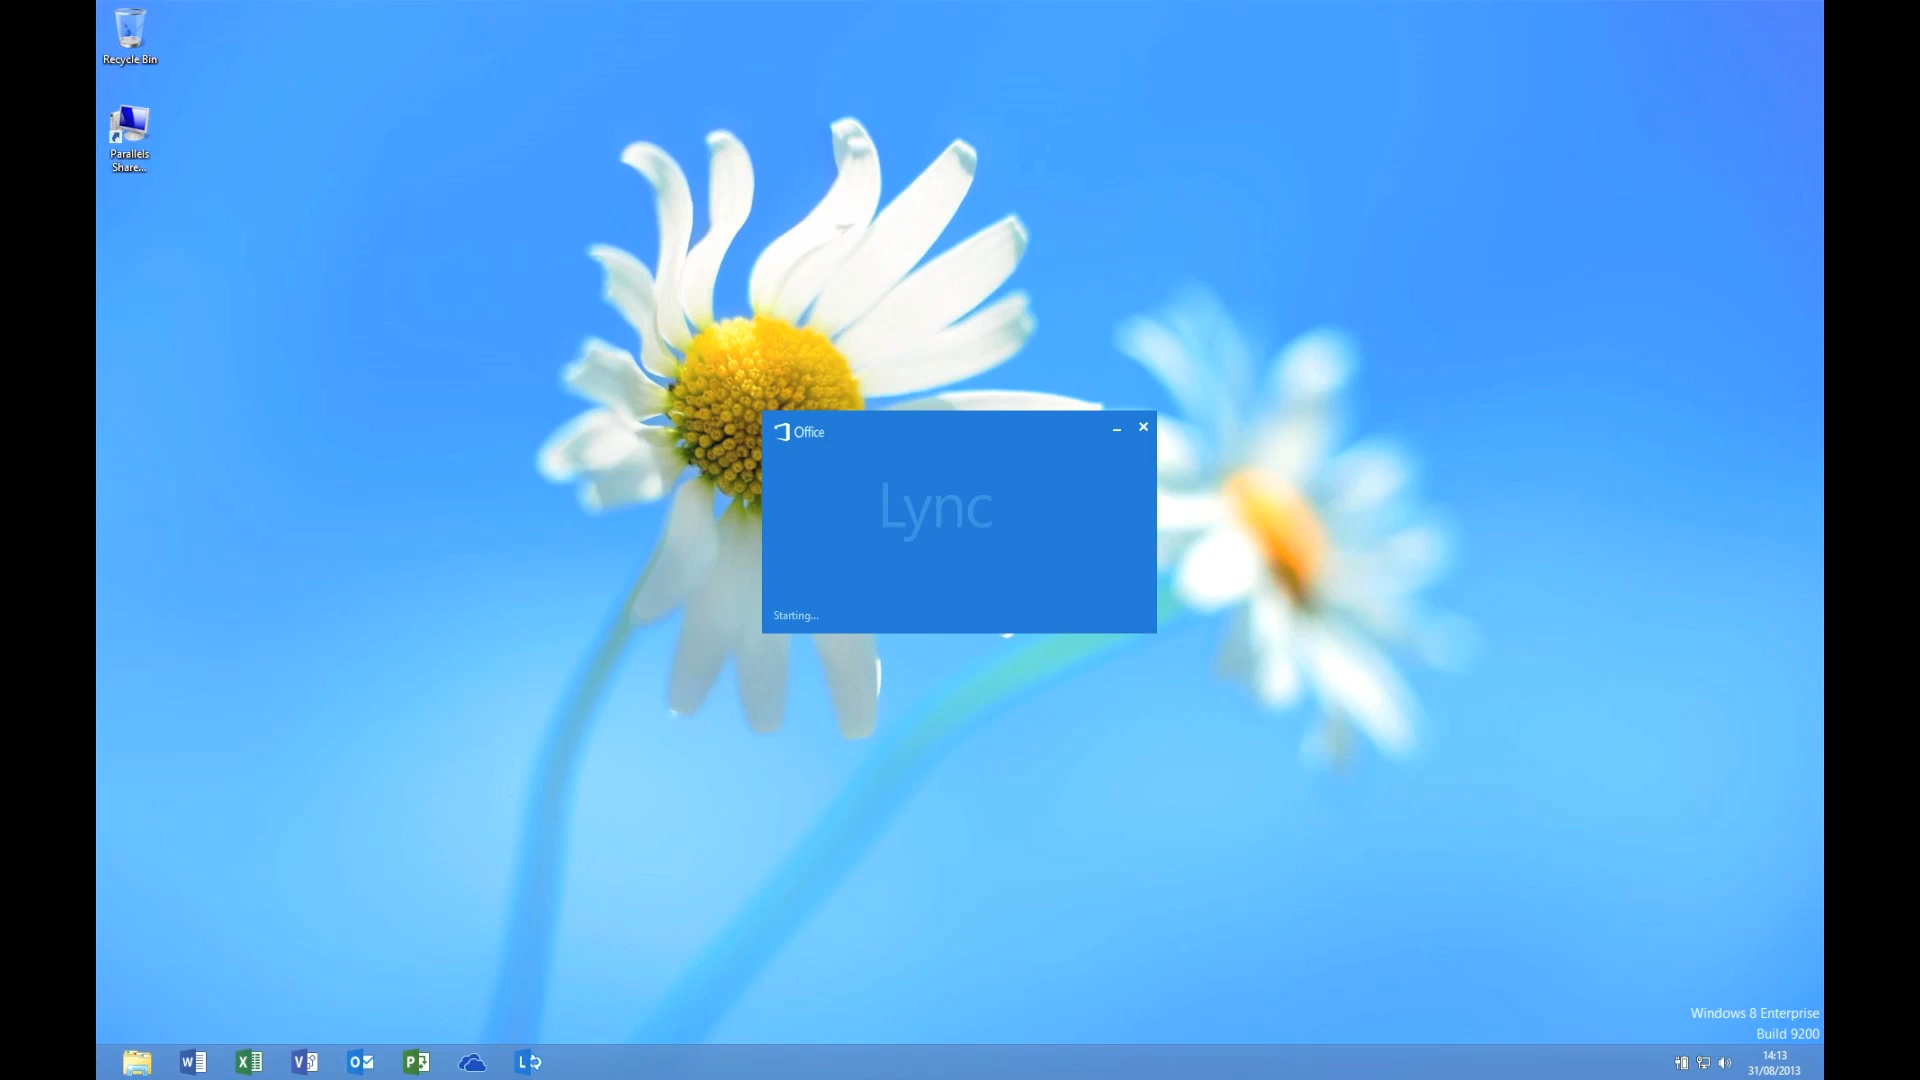 Recycle Bin
Parallels
Share...
Office
Lync
Starting...
Windows 8 Enterprise
Build 9200
14:13
31/08/2013